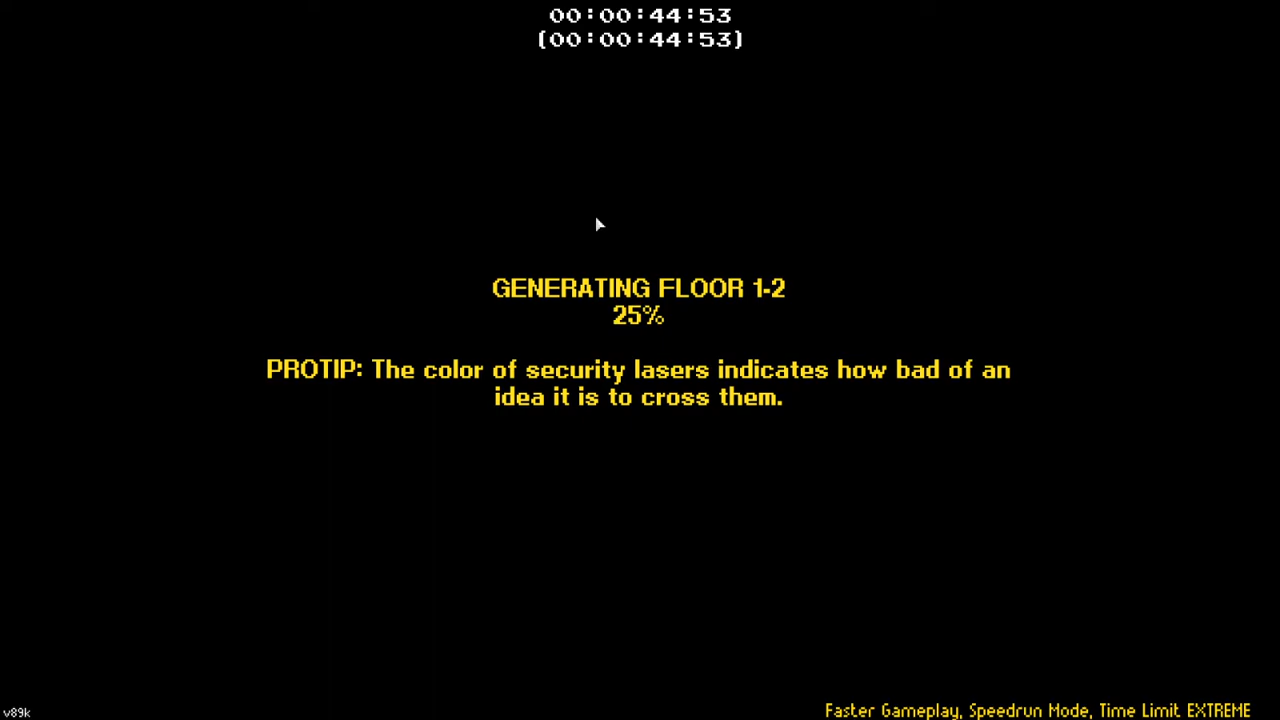 00:00:44:53
(00:00:44:53)
GENERATING FLOOR 1-2
25%
PROTIP: The color of security lasers indicates how bad of an
idea it is to cross them.
v89k
Faster Gameplay, Speedrun Mode, Time Limit EXTREME